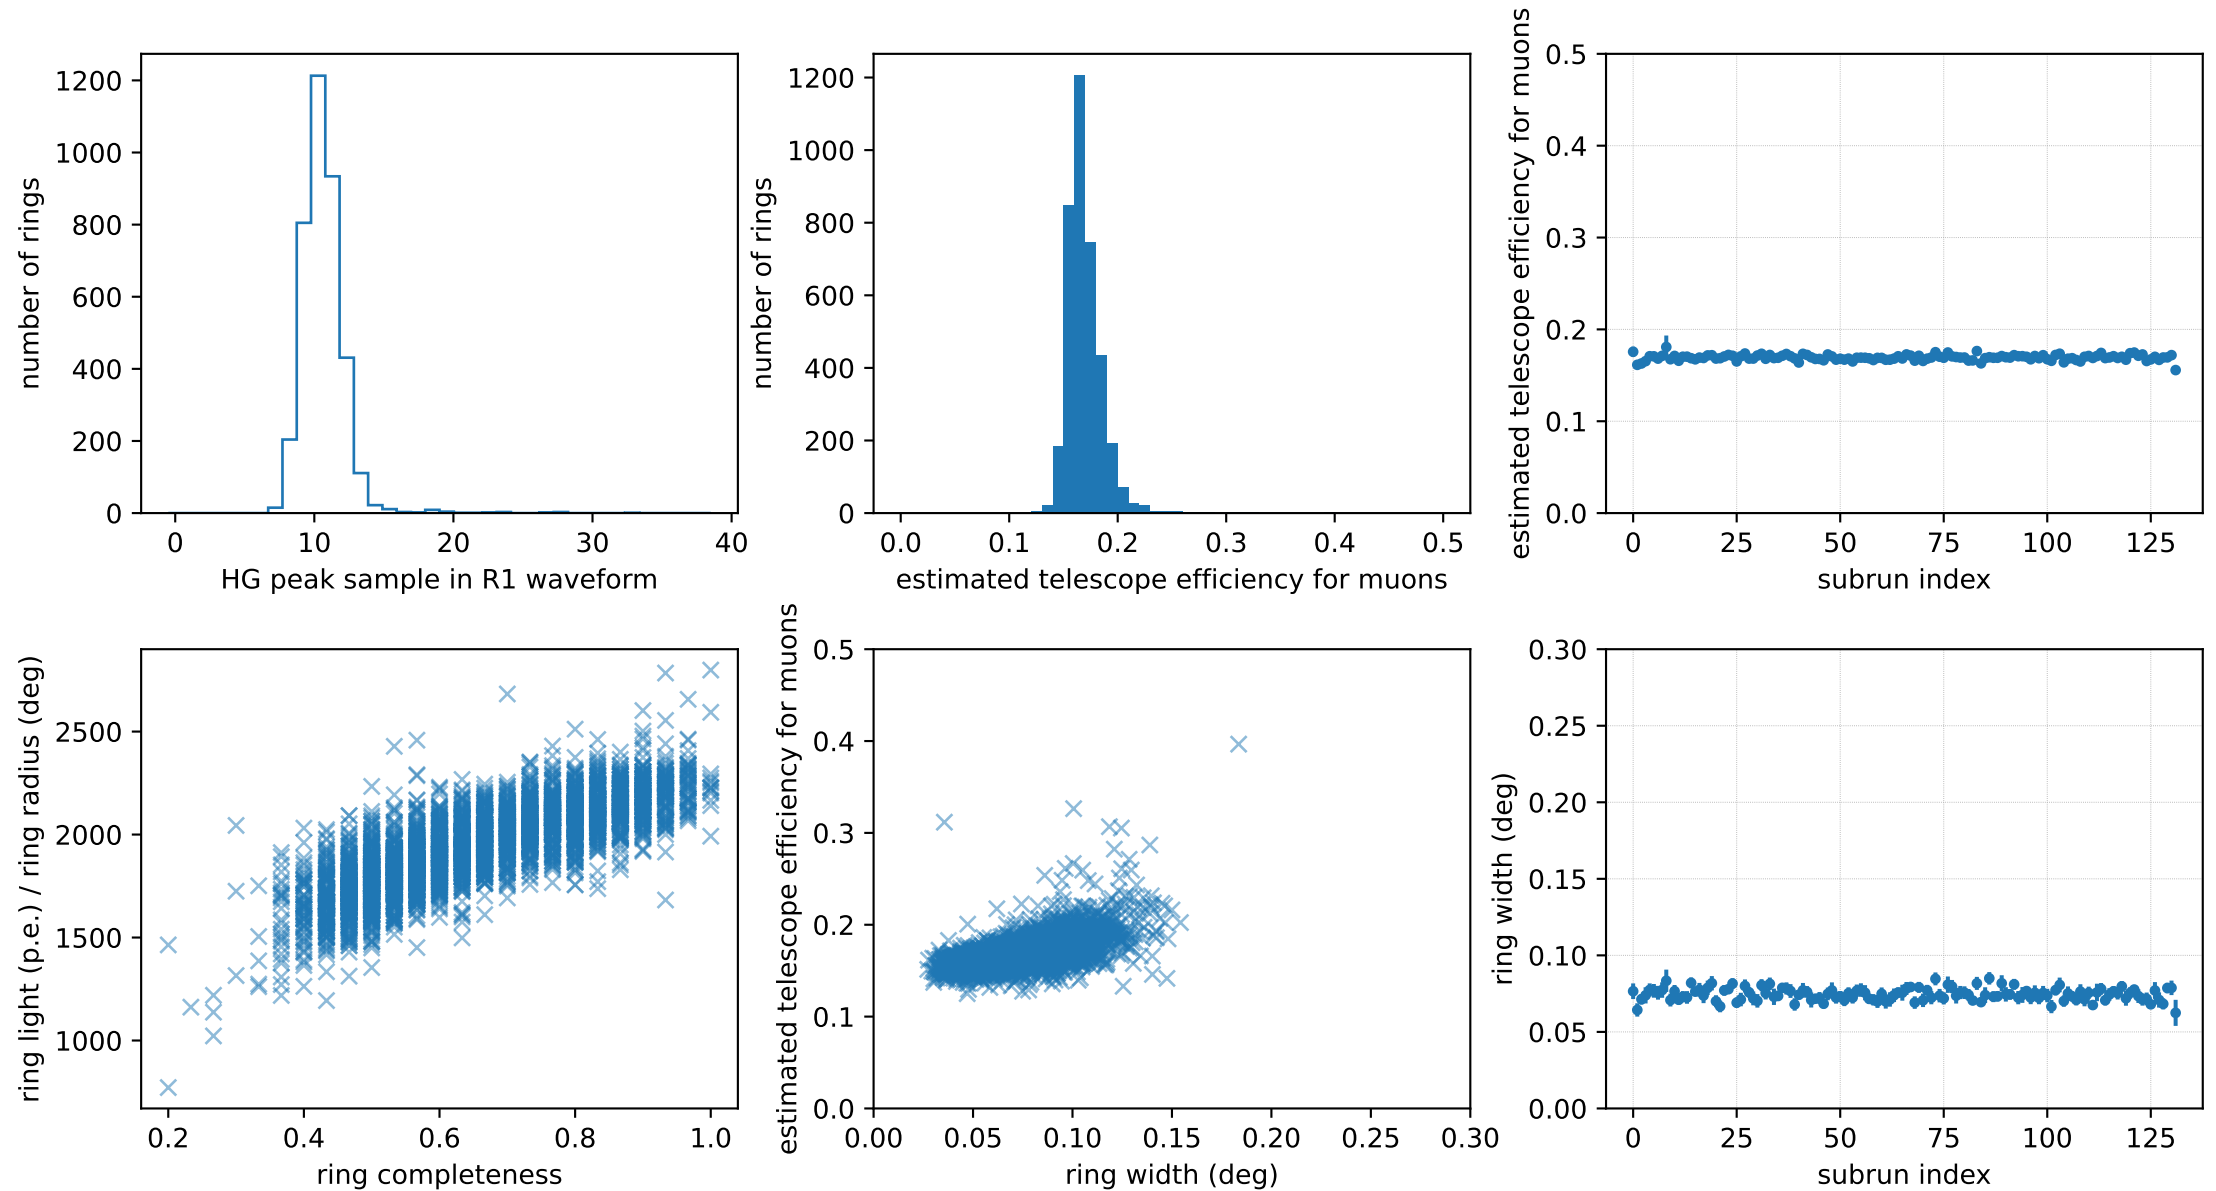 number of rings
1200
1000
800
600
400
200
0
0 10 20 30 40
HG peak sample in R1 waveform
number of rings
1200
1000
800
600
400
200
0
0.0 0.1 0.2 0.3 0.4 0.5
estimated telescope efficiency for muons
estimated telescope efficiency for muons
0.5
0.4
0.3
0.2
0.1
0.0
0 25 50 75 100 125
subrun index
ring light (p.e.) / ring radius (deg)
2500
2000
1500
1000
0.2 0.4 0.6 0.8 1.0
ring completeness
estimated telescope efficiency for muons
0.5
0.4
0.3
0.2
0.1
0.0
0.00 0.05 0.10 0.15 0.20 0.25 0.30
ring width (deg)
ring width (deg)
0.30
0.25
0.20
0.15
0.10
0.05
0.00
0 25 50 75 100 125
subrun index